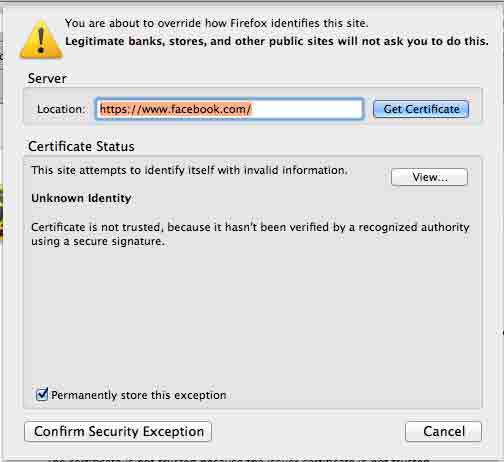 You are about to override how Firefox identifies this site.
Legitimate banks, stores, and other public sites will not ask you to do this.
Server
Location: https://www.facebook.com/ Get Certificate
Certificate Status
This site attempts to identify itself with invalid information. View...
Unknown Identity
Certificate is not trusted, because it hasn't been verified by a recognized authority
using a secure signature.
Permanently store this exception
Confirm Security Exception Cancel